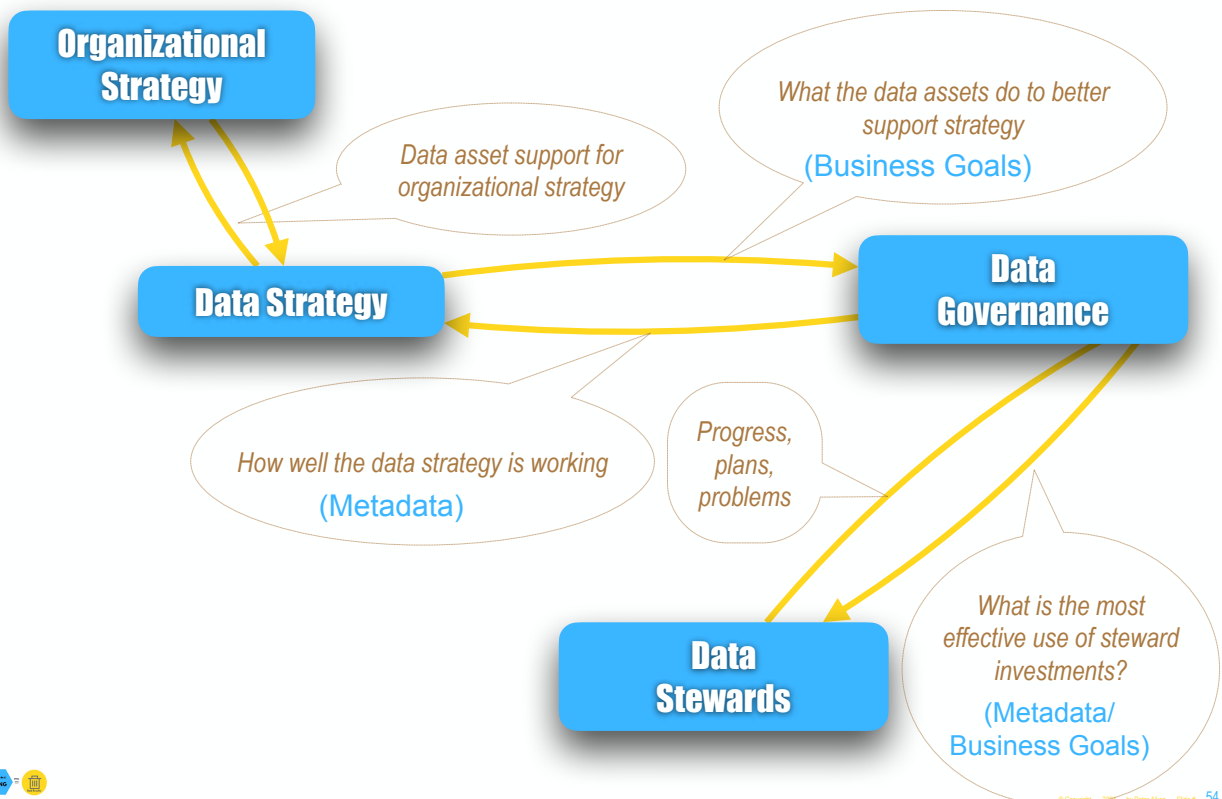 Organizational
Strategy
What the data assets do to better
support strategy
(Business Goals)
Data asset support for
organizational strategy
Data Strategy
Data
Governance
How well the data strategy is working
(Metadata)
Progress,
plans,
problems
What is the most
effective use of steward
investments?
(Metadata/
Business Goals)
Data
Stewards
54